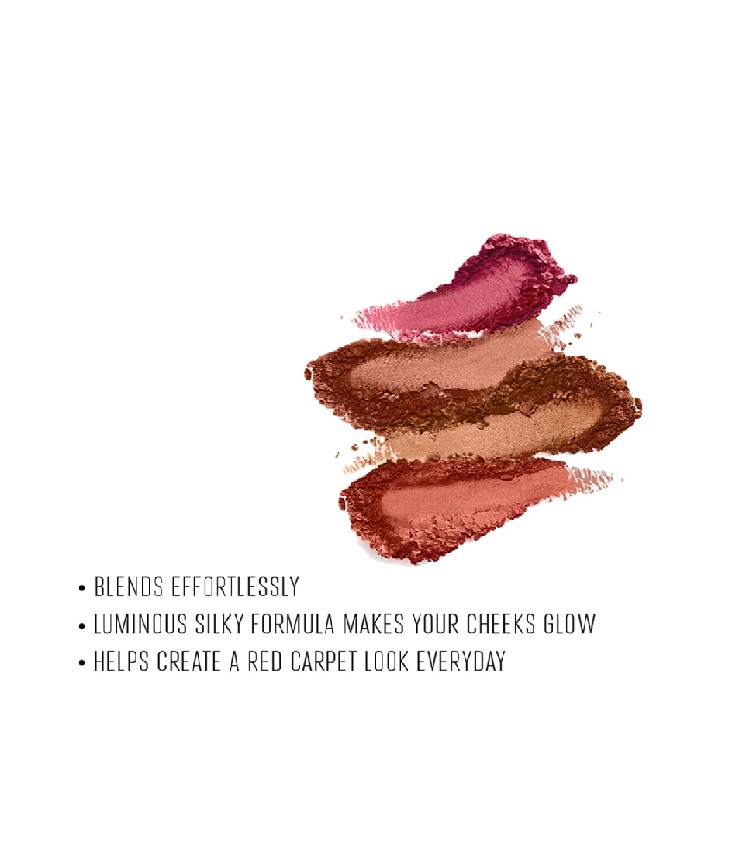 • BLENDS EFFORTLESSLY
• LUMINOUS SILKY FORMULA MAKES YOUR CHEEKS GLOW
• HELPS CREATE A RED CARPET LOOK EVERYDAY